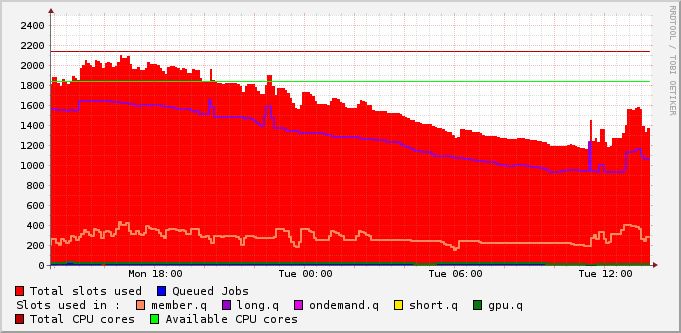 2400
2200
2000
1800
1600
1400
1200
1000
800
600
400
200
0
Mon 18:00 Tue 00:00 Tue 06:00 Tue 12:00
Total slots used Queued Jobs
Slots used in : member.q long.q ondemand.q short.q gpu.q
Total CPU cores Available CPU cores
RRDTOOL / TOBI OETIKER